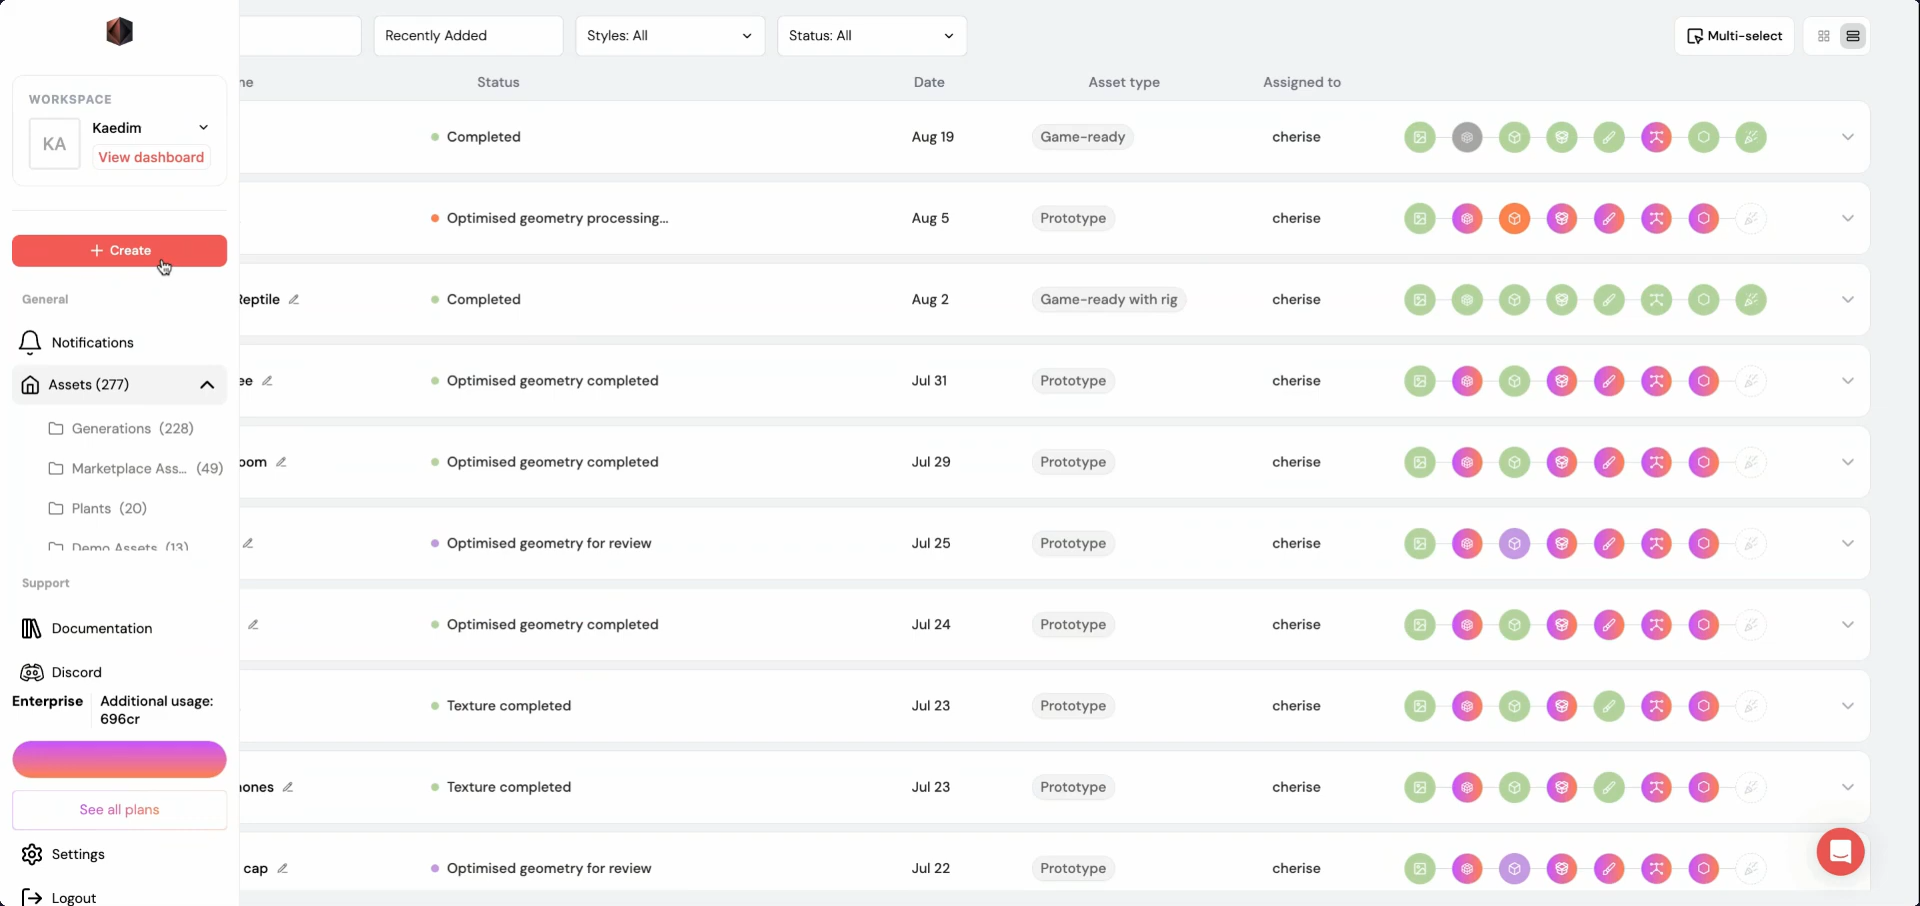 Recently Added
Styles: All
Status: All
Multi-select
WORKSPACE
KA
Kaedim
View dashboard
Create
General
Notifications
Assets (277)
Generations (228)
Marketplace Ass... (49)
Plants (20)
Demo Assets (13)
Support
Documentation
Discord
Enterprise
Additional usage:
696cr
See all plans
Settings
Logout
me Status Date Asset type Assigned to
Completed Aug 19 Game-ready cherise
Optimised geometry processing... Aug 5 Prototype cherise
Reptile Completed Aug 2 Game-ready with rig cherise
ee Optimised geometry completed Jul 31 Prototype cherise
oom Optimised geometry completed Jul 29 Prototype cherise
Optimised geometry for review Jul 25 Prototype cherise
Optimised geometry completed Jul 24 Prototype cherise
Texture completed Jul 23 Prototype cherise
ones Texture completed Jul 23 Prototype cherise
cap Optimised geometry for review Jul 22 Prototype cherise